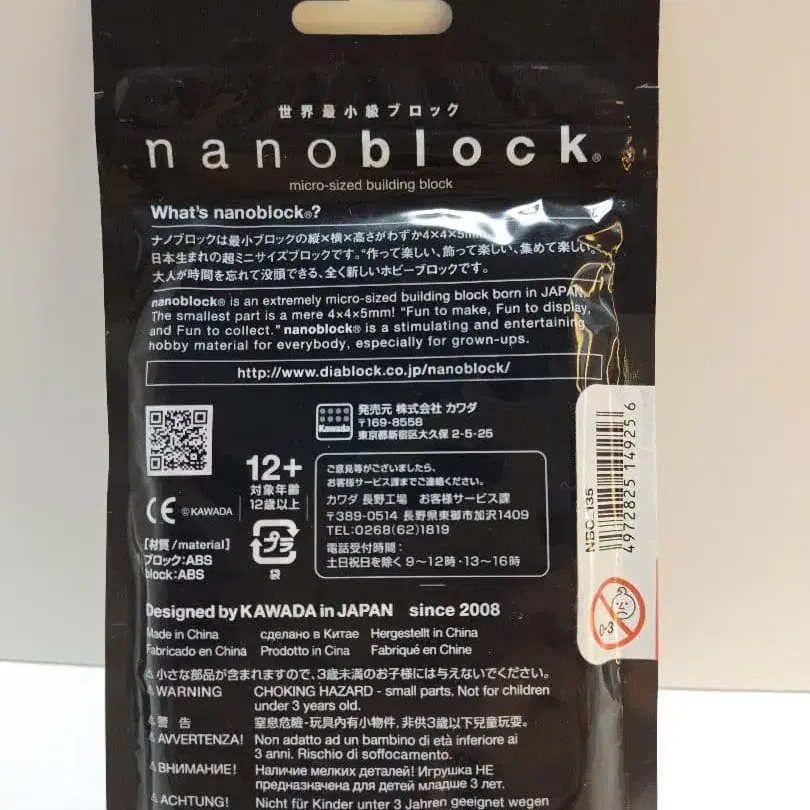 世界最小級ブロック
nanoblock®
micro-sized building block
What's nanoblock®?
ナノブロックは最小ブロックの縦×横×高さがわずか4×4×5mm!
日本生まれの超ミニサイズブロックです。“作って楽しい、飾って楽しい、集めて楽しい。
大人が時間を忘れて没頭できる、全く新しいホビーブロックです。
nanoblock® is an extremely micro-sized building block born in JAPAN.
The smallest part is a mere 4×4×5mm! "Fun to make, Fun to display,
and Fun to collect." nanoblock® is a stimulating and entertaining
hobby material for everybody, especially for grown-ups.
http://www.diablock.co.jp/nanoblock/
Kawada
発売元 株式会社 カワダ
〒169-8558
東京都新宿区大久保 2-5-25
12+
対象年齢
12歳以上
CE ©KAWADA
プラ
袋
[材質/material]
ブロック:ABS
block:ABS
ご意見等がございましたら、
お客様サービス課までご連絡ください。
カワダ 長野工場 お客様サービス課
〒389-0514 長野県東御市加沢1409
TEL:0268(62)1819
電話受付時間:
土日祝日を除く 9〜12時・13〜16時
NBC_135
4972825149256
0-3
Designed by KAWADA in JAPAN since 2008
Made in China сделано в Китае Hergestellt in China
Fabricado en China Prodotto in Cina Fabriqué en Chine
⚠小さな部品が含まれますので、3歳未満のお子様には与えないでください。
⚠WARNING CHOKING HAZARD - small parts. Not for children
under 3 years old.
⚠警 告 窒息危險-玩具內有小物件, 非供3歲以下兒童玩耍.
⚠AVVERTENZA! Non adatto ad un bambino di età inferiore ai
3 anni. Rischio di soffocamento.
⚠ВНИМАНИЕ! Наличие мелких деталей! Игрушка НЕ
предназначена для детей младше 3 лет.
⚠ACHTUNG! Nicht für Kinder unter 3 Jahren geeignet wegen